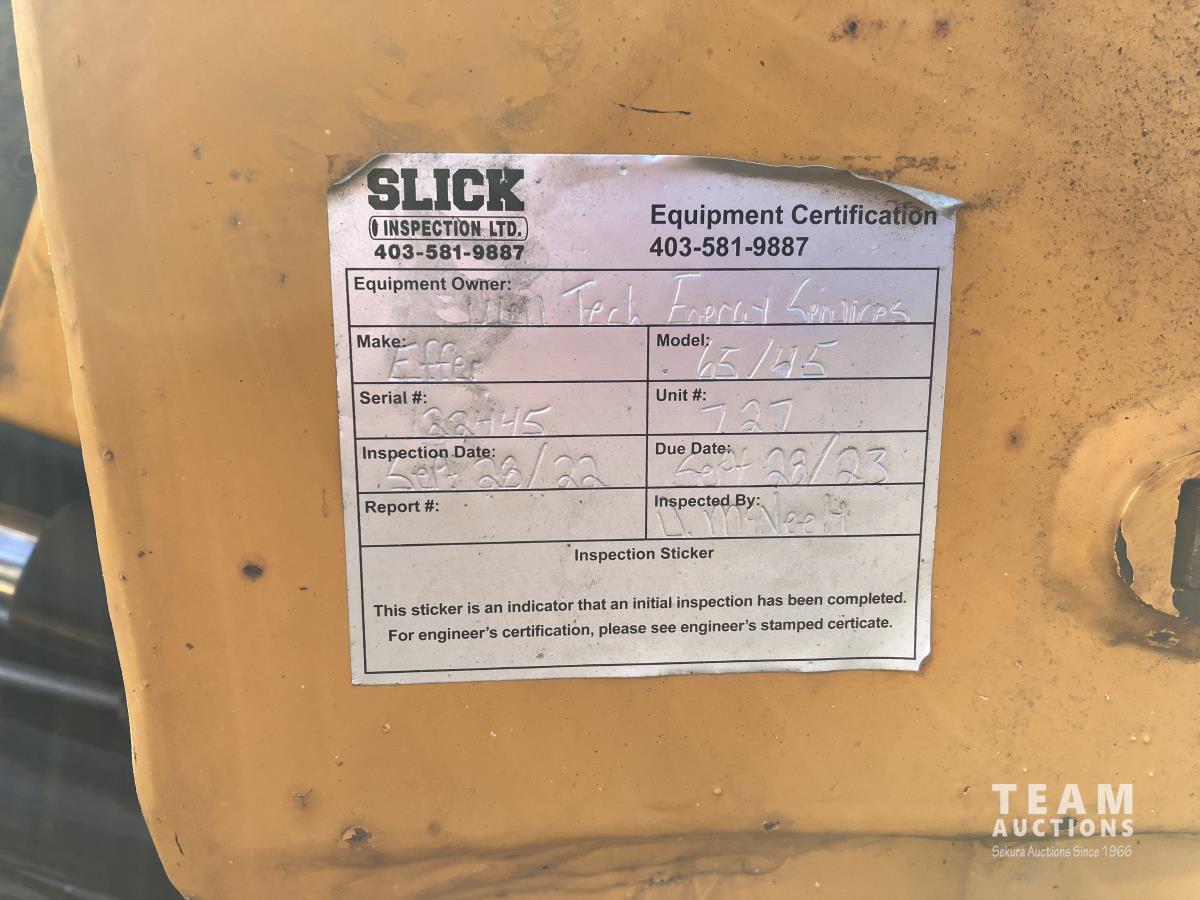 SLICK
INSPECTION LTD.
403-581-9887
Equipment Certification
403-581-9887
Equipment Owner: Well Tech Energy Services
Make: Effer
Model: 65/45
Serial #: 22445
Unit #: 727
Inspection Date: Sept 28/22
Due Date: Sept 28/23
Report #:
Inspected By:
Inspection Sticker
This sticker is an indicator that an initial inspection has been completed.
For engineer's certification, please see engineer's stamped certicate.
TEAM
AUCTIONS
Sekura Auctions Since 1966